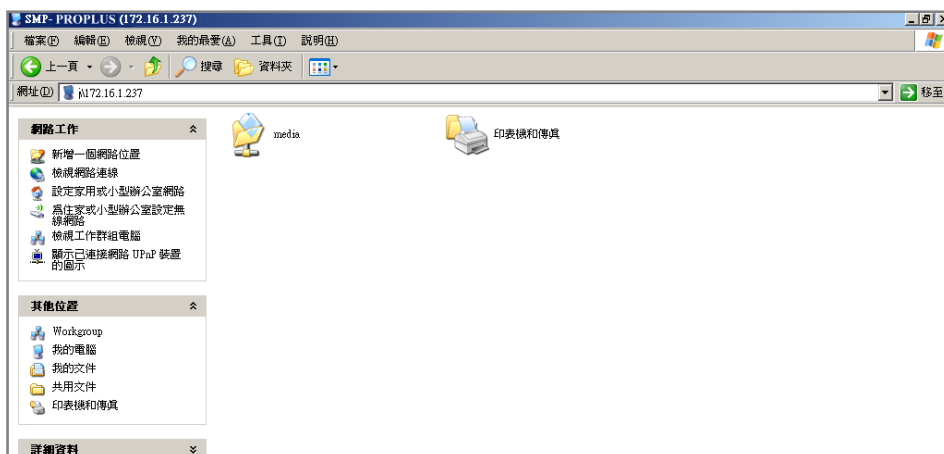 SMP- PROPLUS (172.16.1.237)
檔案(F) 編輯(E) 檢視(V) 我的最愛(A) 工具(T) 說明(H)
上一頁 搜尋 資料夾
網址(D) \\172.16.1.237 移至
網路工作
新增一個網路位置
檢視網路連線
設定家用或小型辦公室網路
為住家或小型辦公室設定無
線網路
檢視工作群組電腦
顯示已連接網路 UPnP 裝置
的圖示
其他位置
Workgroup
我的電腦
我的文件
共用文件
印表機和傳真
詳細資料
media
印表機和傳真